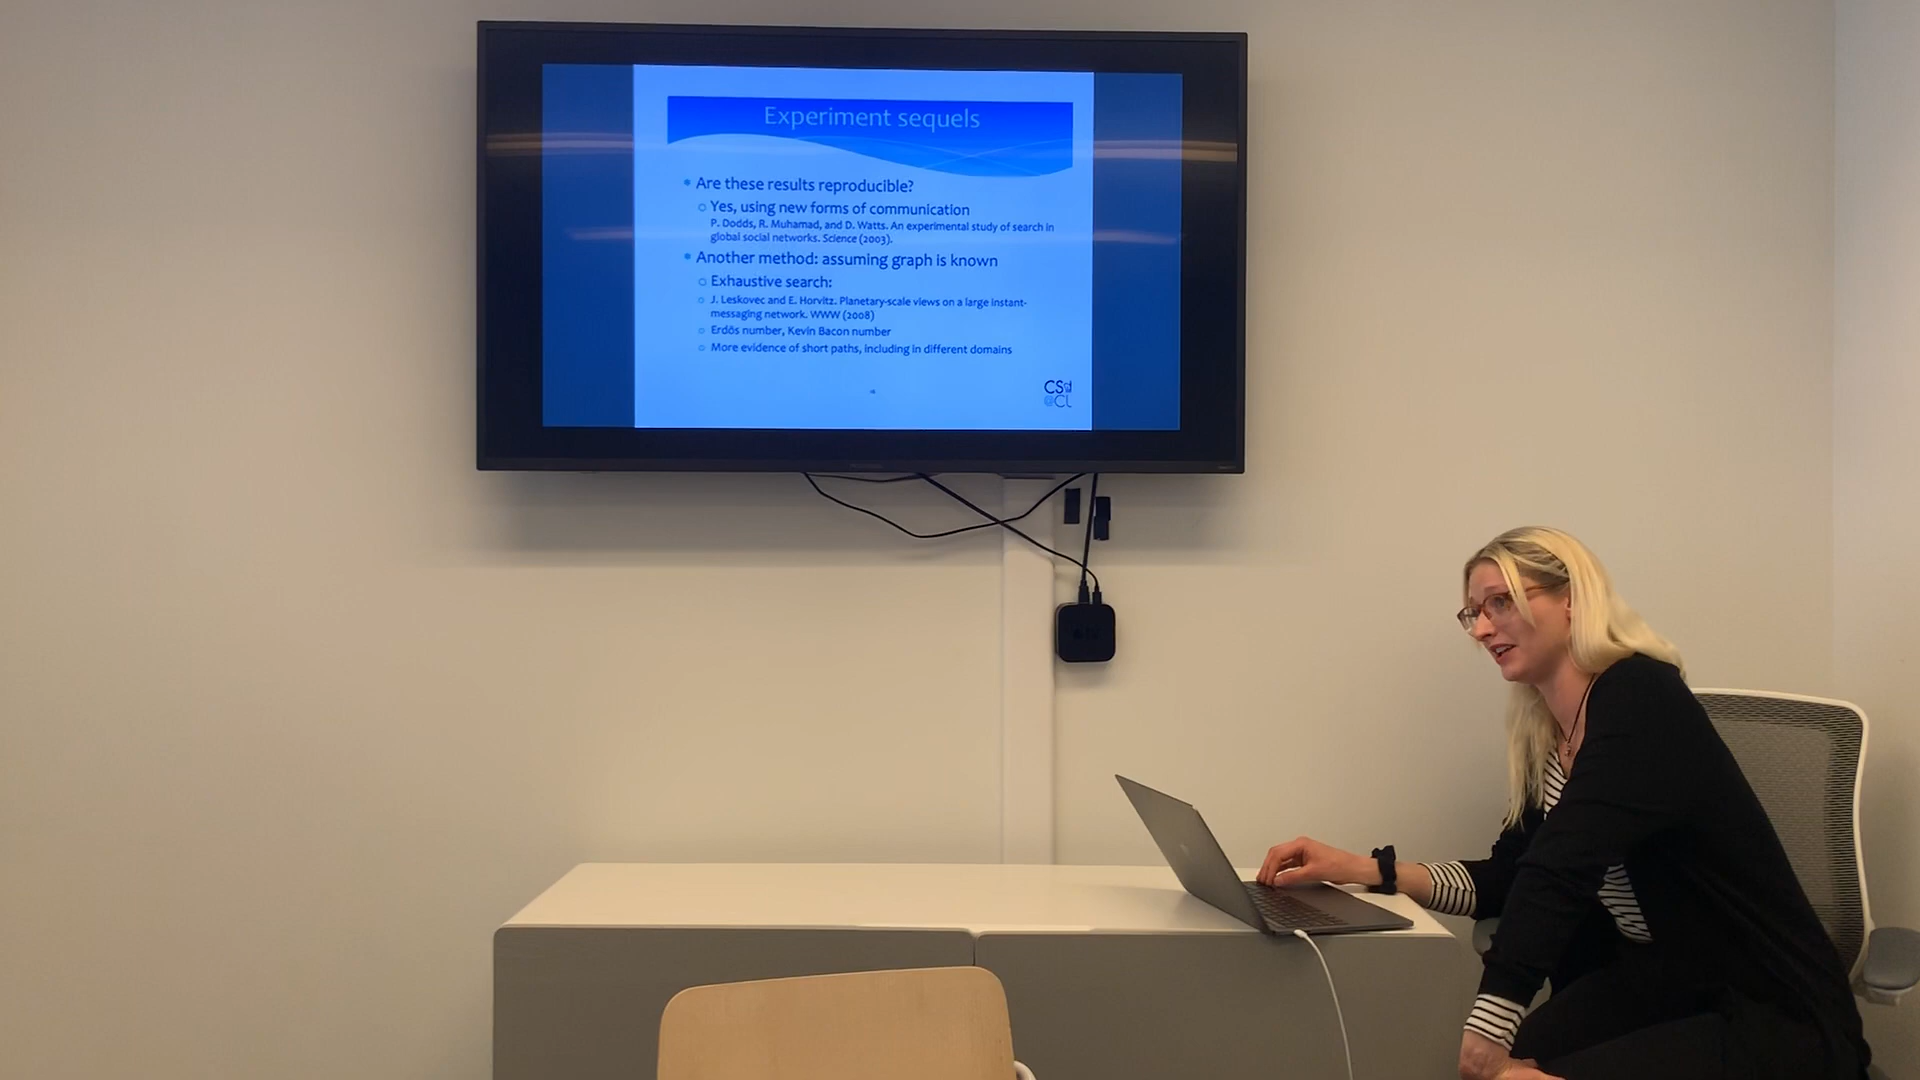 Experiment sequels
Are these results reproducible?
Yes, using new forms of communication
P. Dodds, R. Muhamad, and D. Watts. An experimental study of search in
global social networks. Science (2003).
Another method: assuming graph is known
Exhaustive search:
J. Leskovec and E. Horvitz. Planetary-scale views on a large instant-
messaging network. WWW (2008)
Erdös number, Kevin Bacon number
More evidence of short paths, including in different domains
CS
@CL